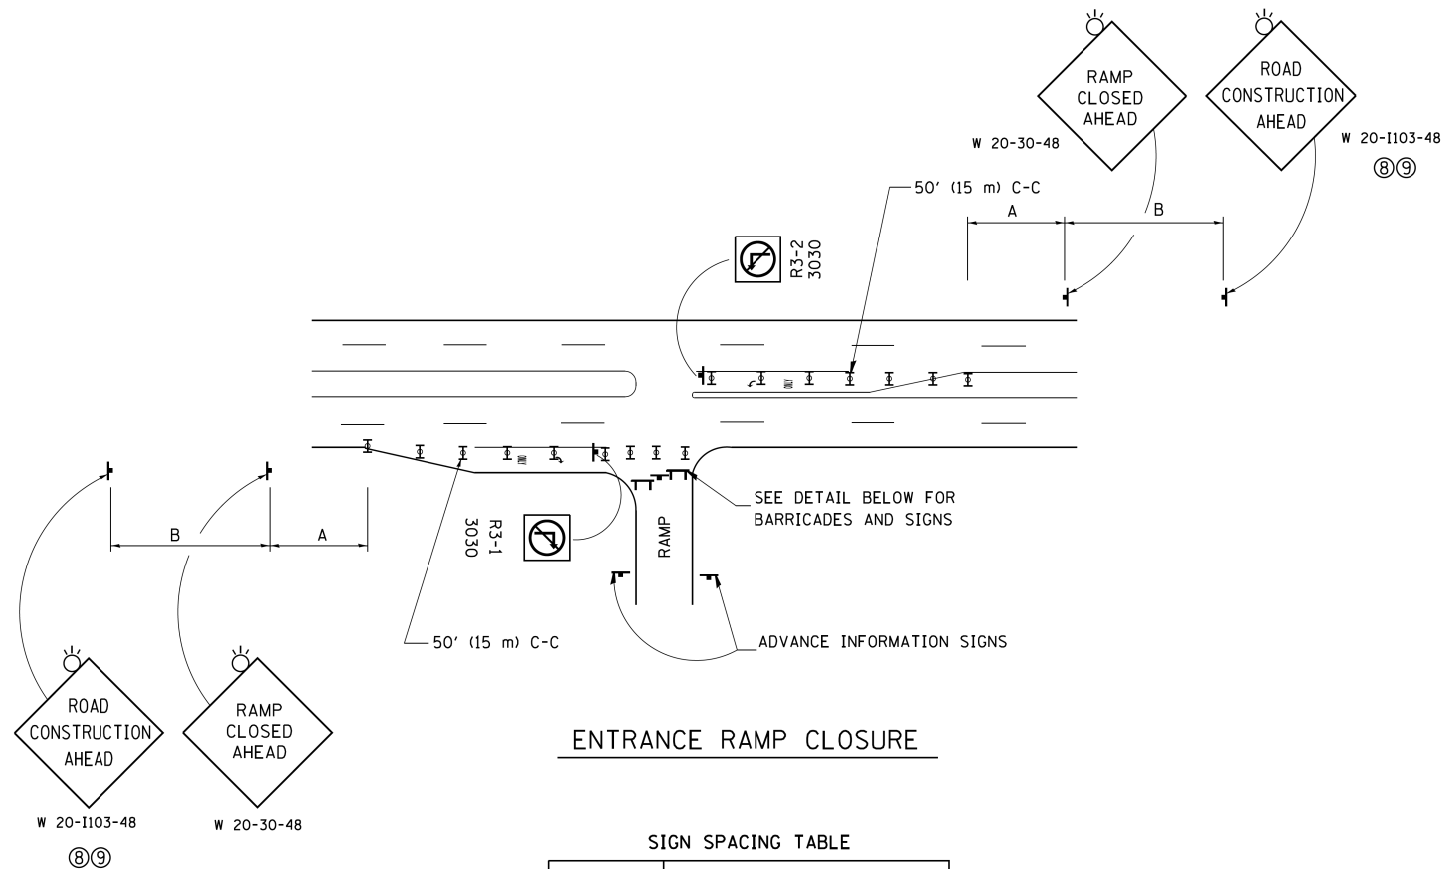 RAMP
CLOSED
AHEAD
W 20-30-48
ROAD
CONSTRUCTION
AHEAD
W 20-I103-48
⑧⑨
50' (15 m) C-C
A
B
R3-2
3030
SEE DETAIL BELOW FOR
BARRICADES AND SIGNS
RAMP
R3-1
3030
B
A
50' (15 m) C-C
ADVANCE INFORMATION SIGNS
ROAD
CONSTRUCTION
AHEAD
W 20-I103-48
⑧⑨
RAMP
CLOSED
AHEAD
W 20-30-48
ENTRANCE RAMP CLOSURE
SIGN SPACING TABLE